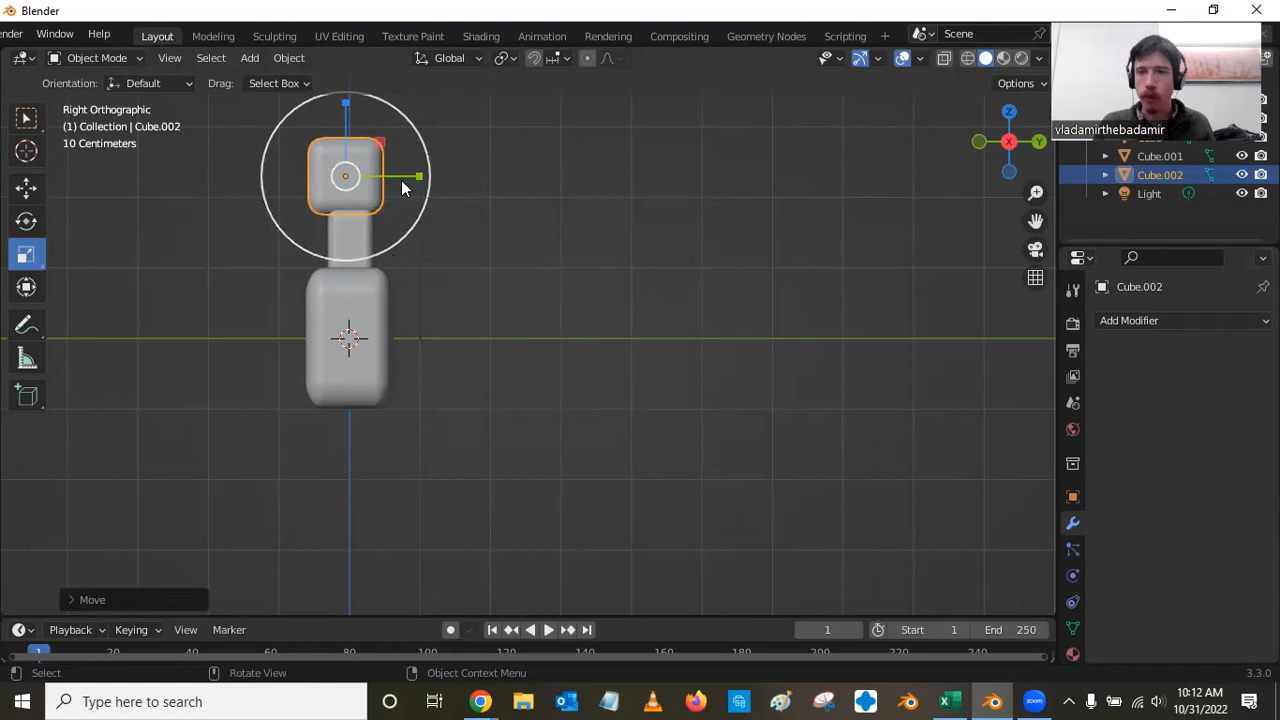 Blender
ender Window Help Layout Modeling Sculpting UV Editing Texture Paint Shading Animation Rendering Compositing Geometry Nodes Scripting Scene
Object Mode View Select Add Object Global Options
Orientation: Default Drag: Select Box
Right Orthographic
(1) Collection | Cube.002
10 Centimeters
Z
Y
X
vladamirthebadamir
Cube.001
Cube.002
Light
Cube.002
Add Modifier
> Move
Playback Keying View Marker 1 Start 1 End 250
1 20 40 60 80 100 120 140 160 180 200 220 240
Select Rotate View Object Context Menu 3.3.0
Type here to search
zoom
10:12 AM
10/31/2022